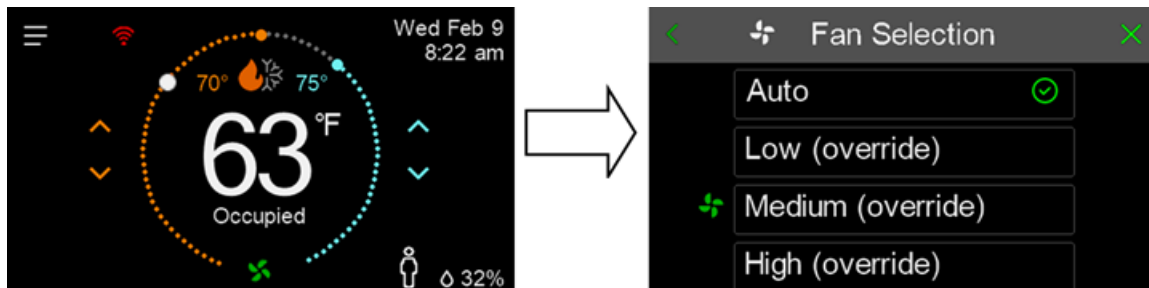 Wed Feb 9
8:22 am
70° 75°
63°F
Occupied
32%
Fan Selection
Auto
Low (override)
Medium (override)
High (override)